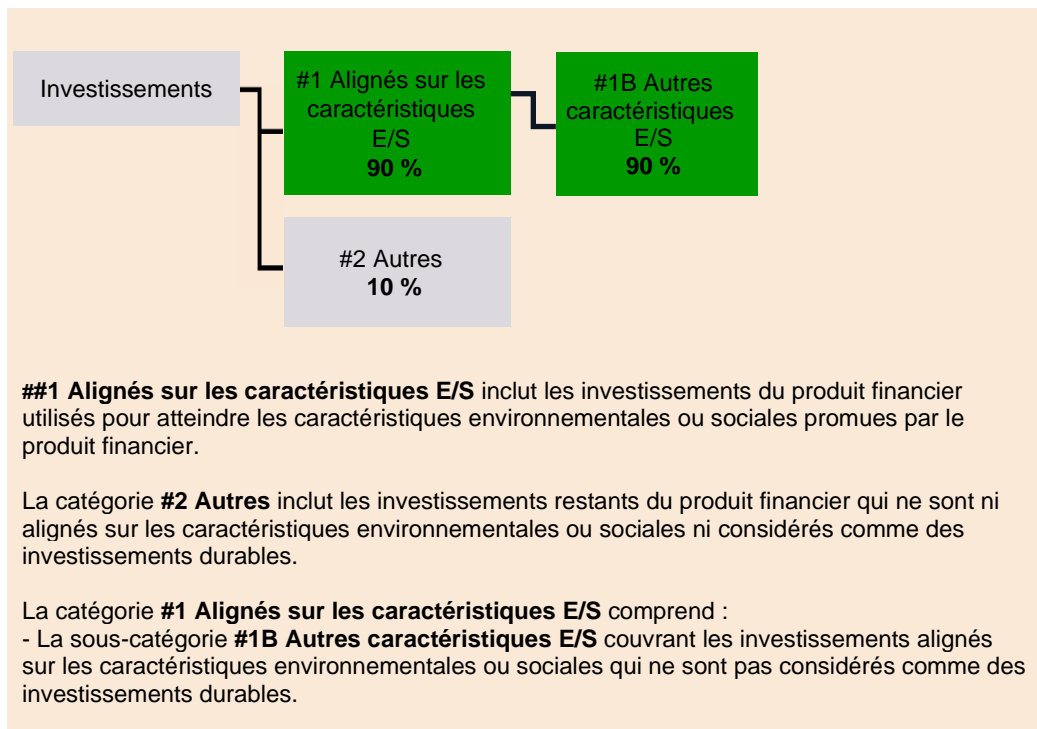 Investissements
#1 Alignés sur les
caractéristiques
E/S
90 %
#1B Autres
caractéristiques
E/S
90 %
#2 Autres
10 %
##1 Alignés sur les caractéristiques E/S inclut les investissements du produit financier
utilisés pour atteindre les caractéristiques environnementales ou sociales promues par le
produit financier.
La catégorie #2 Autres inclut les investissements restants du produit financier qui ne sont ni
alignés sur les caractéristiques environnementales ou sociales ni considérés comme des
investissements durables.
La catégorie #1 Alignés sur les caractéristiques E/S comprend :
- La sous-catégorie #1B Autres caractéristiques E/S couvrant les investissements alignés
sur les caractéristiques environnementales ou sociales qui ne sont pas considérés comme des
investissements durables.